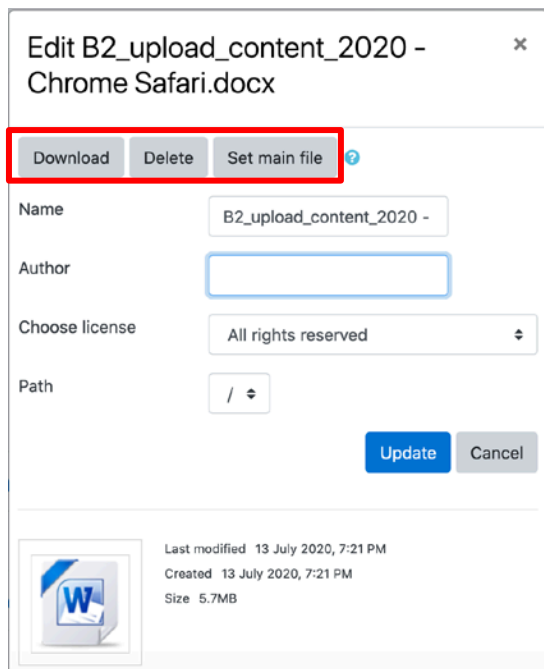 Edit B2_upload_content_2020 - ×
Chrome Safari.docx
Download Delete Set main file ?
Name B2_upload_content_2020 -
Author
Choose license All rights reserved
Path /
Update Cancel
Last modified 13 July 2020, 7:21 PM
Created 13 July 2020, 7:21 PM
Size 5.7MB
W